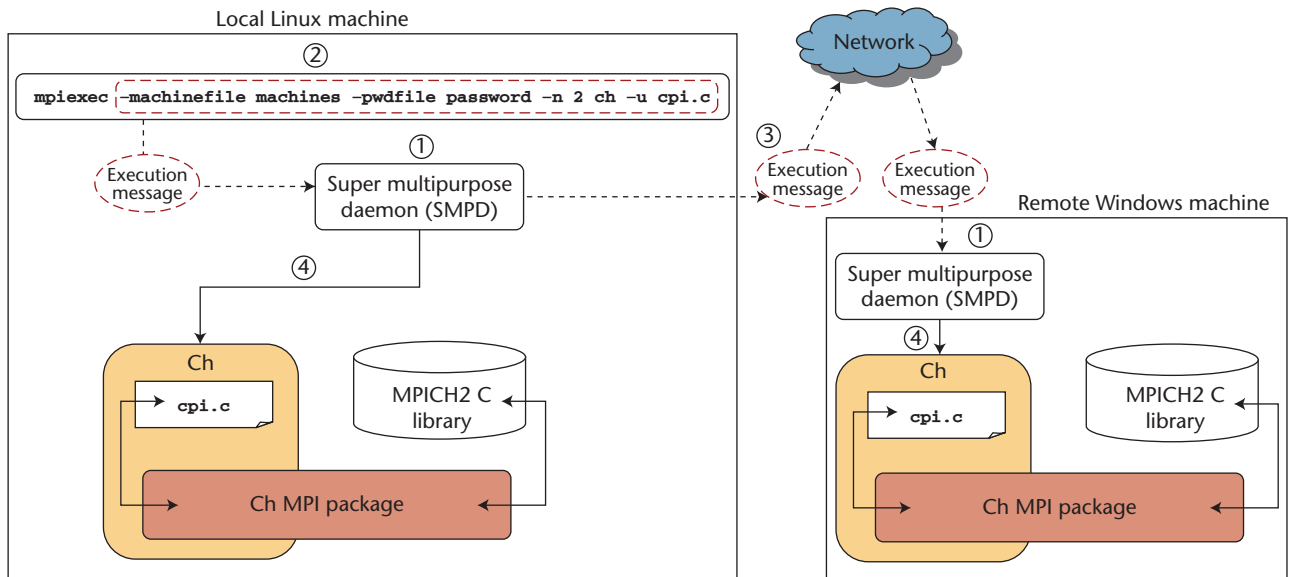 Local Linux machine
②
mpiexec –machinefile machines –pwdfile password –n 2 ch –u cpi.c
Network
Execution
message
①
Super multipurpose
daemon (SMPD)
③
Execution
message
Execution
message
④
Ch
cpi.c
MPICH2 C
library
Ch MPI package
Remote Windows machine
①
Super multipurpose
daemon (SMPD)
④
Ch
cpi.c
MPICH2 C
library
Ch MPI package